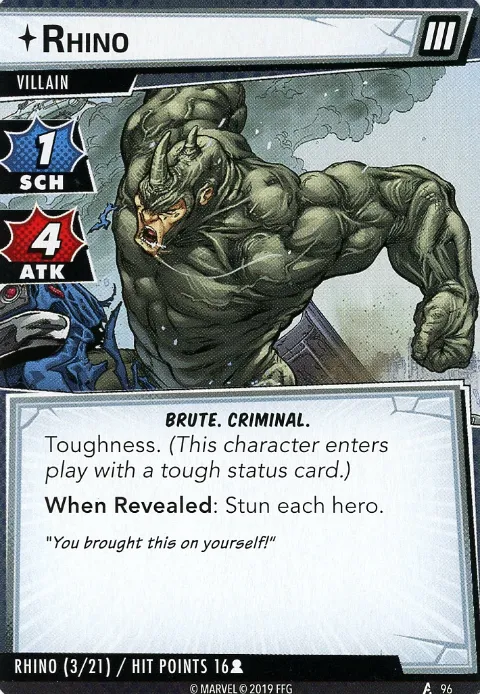 RHINO
III
VILLAIN
1
SCH
4
ATK
BRUTE. CRIMINAL.
Toughness. (This character enters
play with a tough status card.)
When Revealed: Stun each hero.
"You brought this on yourself!"
RHINO (3/21) / HIT POINTS 16
© MARVEL © 2019 FFG
96